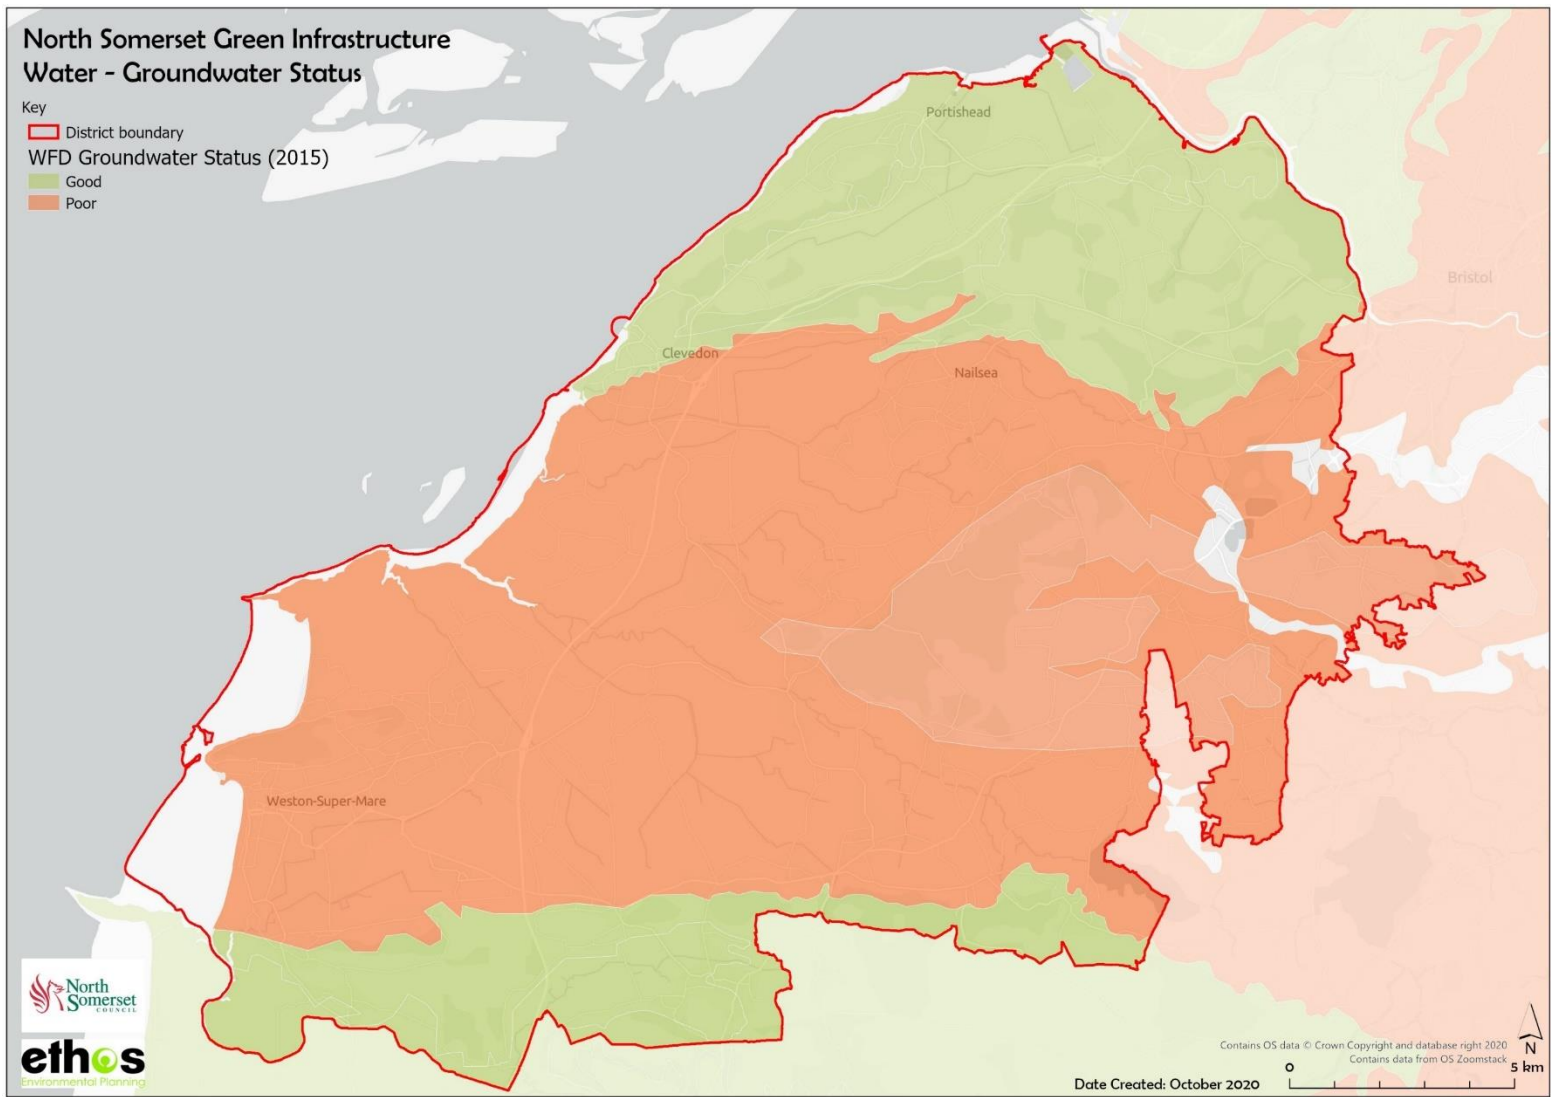 North Somerset Green Infrastructure
Water - Groundwater Status
Key
District boundary
WFD Groundwater Status (2015)
Good
Poor
Portishead
Bristol
Clevedon
Nailsea
Weston-Super-Mare
North
Somerset
COUNCIL
ethos
Environmental Planning
Contains OS data © Crown Copyright and database right 2020
Contains data from OS Zoomstack
N
0
5 km
Date Created: October 2020